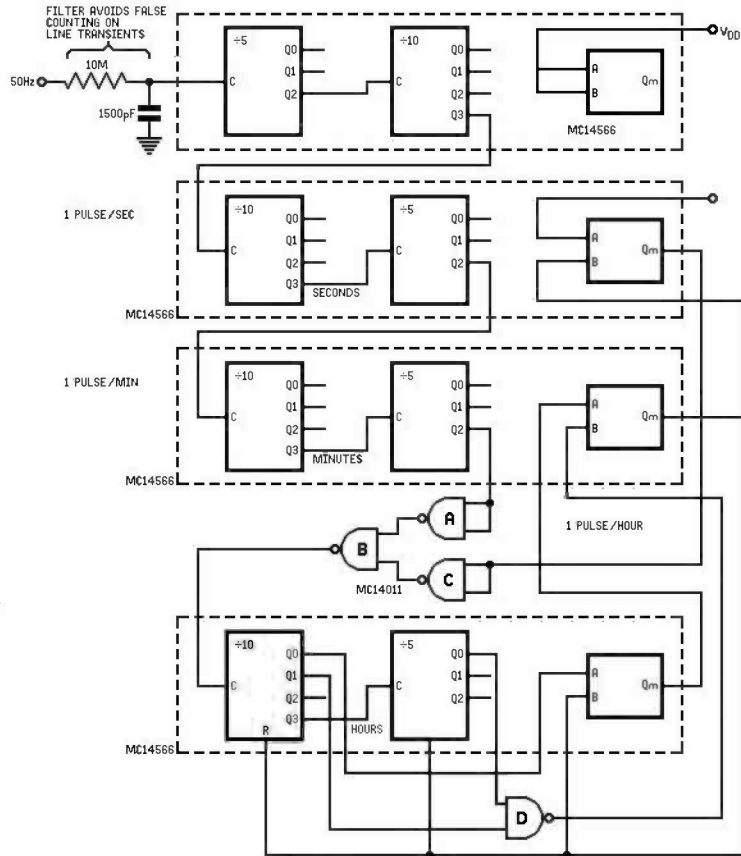 FILTER AVOIDS FALSE
COUNTING ON
LINE TRANSIENTS
10M
50Hz
1500pF
÷5
C
Q0
Q1
Q2
÷10
C
Q0
Q1
Q2
Q3
A
B
Qm
VDD
MC14566
1 PULSE/SEC
÷10
C
Q0
Q1
Q2
Q3
SECONDS
÷5
C
Q0
Q1
Q2
A
B
Qm
MC14566
1 PULSE/MIN
÷10
C
Q0
Q1
Q2
Q3
MINUTES
÷5
C
Q0
Q1
Q2
A
B
Qm
MC14566
A
B
C
MC14011
1 PULSE/HOUR
÷10
C
Q0
Q1
Q2
Q3
R
HOURS
÷5
C
Q0
Q1
Q2
A
B
Qm
MC14566
D